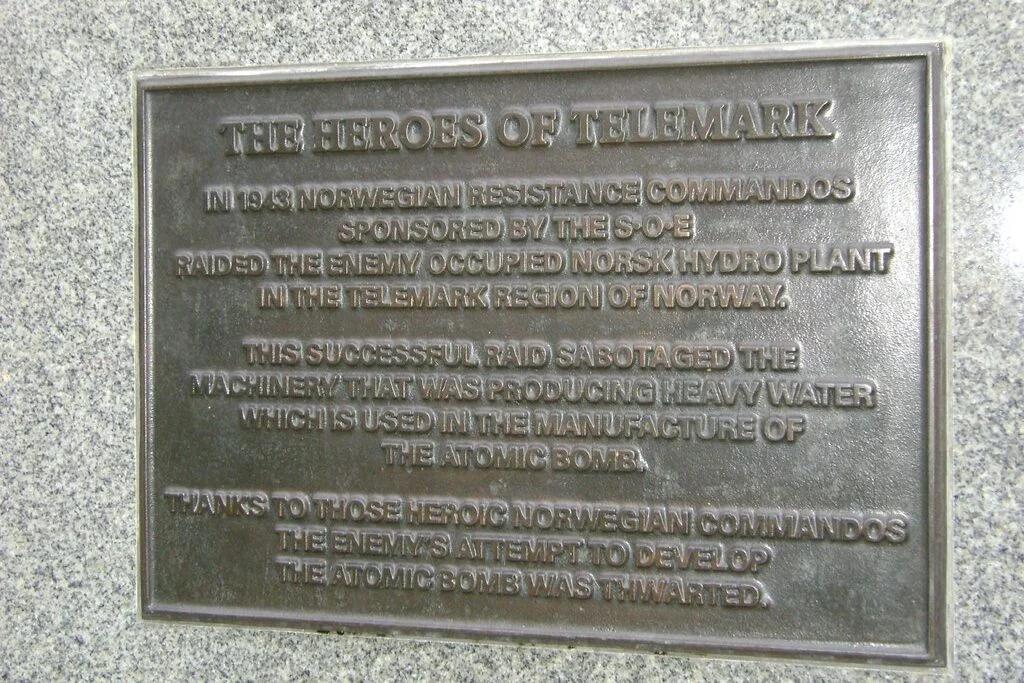 THE HEROES OF TELEMARK
IN 1943 NORWEGIAN RESISTANCE COMMANDOS
SPONSORED BY THE S·O·E
RAIDED THE ENEMY OCCUPIED NORSK HYDRO PLANT
IN THE TELEMARK REGION OF NORWAY.
THIS SUCCESSFUL RAID SABOTAGED THE
MACHINERY THAT WAS PRODUCING HEAVY WATER
WHICH IS USED IN THE MANUFACTURE OF
THE ATOMIC BOMB.
THANKS TO THOSE HEROIC NORWEGIAN COMMANDOS
THE ENEMY'S ATTEMPT TO DEVELOP
THE ATOMIC BOMB WAS THWARTED.